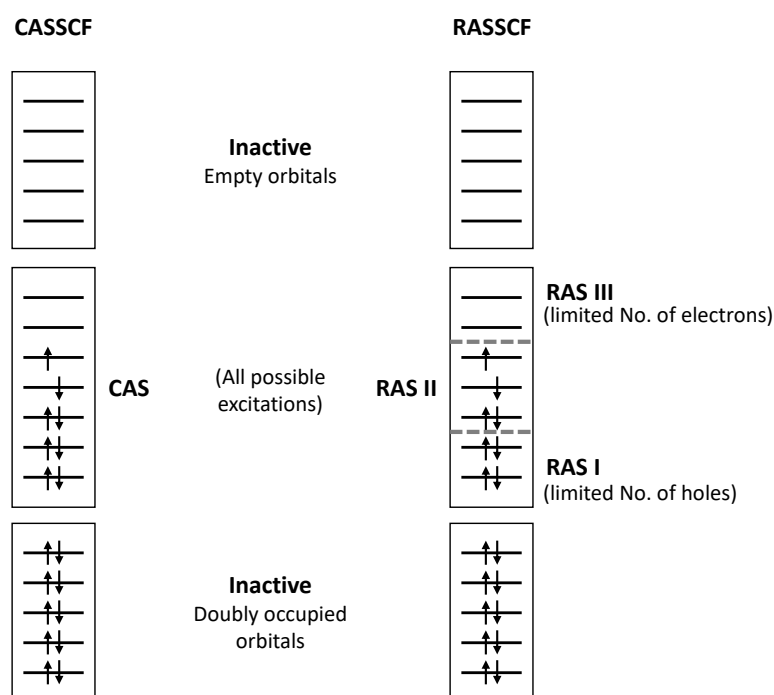 CASSCF
RASSCF
Inactive
Empty orbitals
RAS III
(limited No. of electrons)
CAS
(All possible
excitations)
RAS II
RAS I
(limited No. of holes)
Inactive
Doubly occupied
orbitals